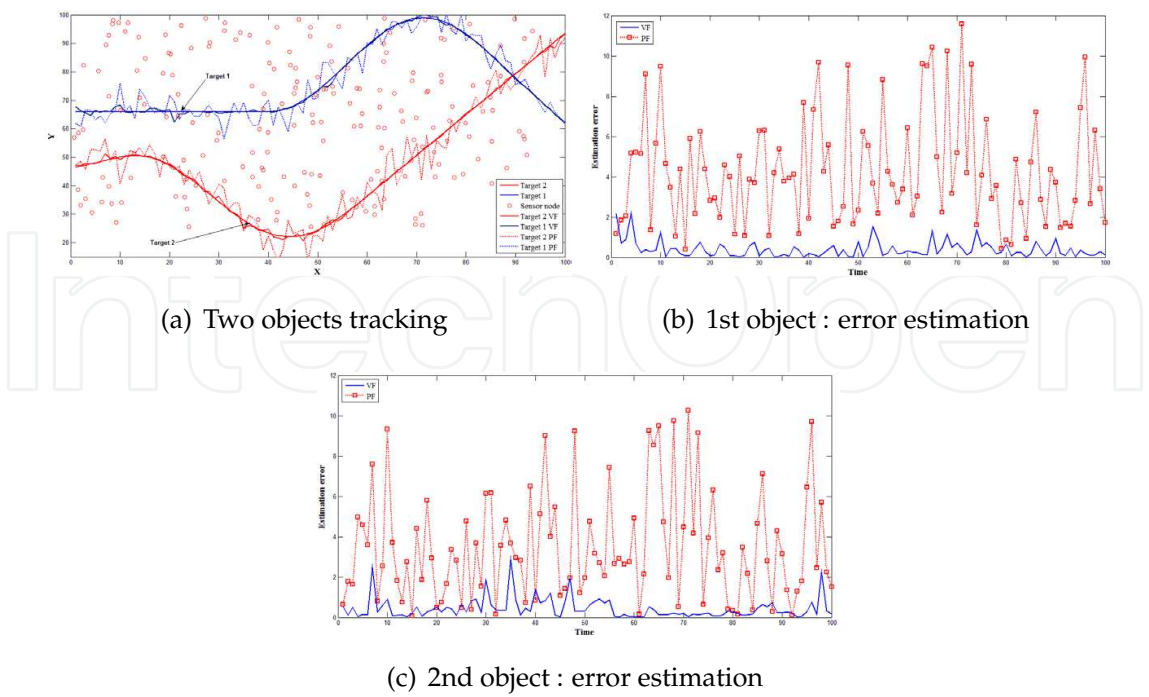 100
90
80
70
60
50
40
30
20
0
10
20
30
40
50
60
70
80
90
100
Y
X
Target 1
Target 2
Target 2
Target 1
Sensor node
Target 2 VF
Target 1 VF
Target 2 PF
Target 1 PF
(a) Two objects tracking
12
10
8
6
4
2
0
0
10
20
30
40
50
60
70
80
90
100
Estimation error
Time
VF
PF
(b) 1st object : error estimation
12
10
8
6
4
2
0
0
10
20
30
40
50
60
70
80
90
100
Estimation error
Time
VF
PF
(c) 2nd object : error estimation
IntechOpen